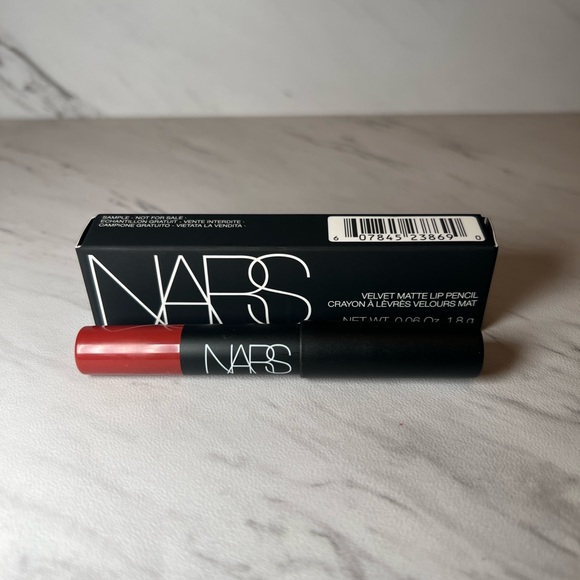 SAMPLE - NOT FOR SALE -
ÉCHANTILLON GRATUIT - VENTE INTERDITE -
CAMPIONE GRATUITO - VIETATA LA VENDITA -
6 07845 23869 0
NARS
VELVET MATTE LIP PENCIL
CRAYON À LÈVRES VELOURS MAT
NET WT. 0.06 Oz. 1.8 g
NARS